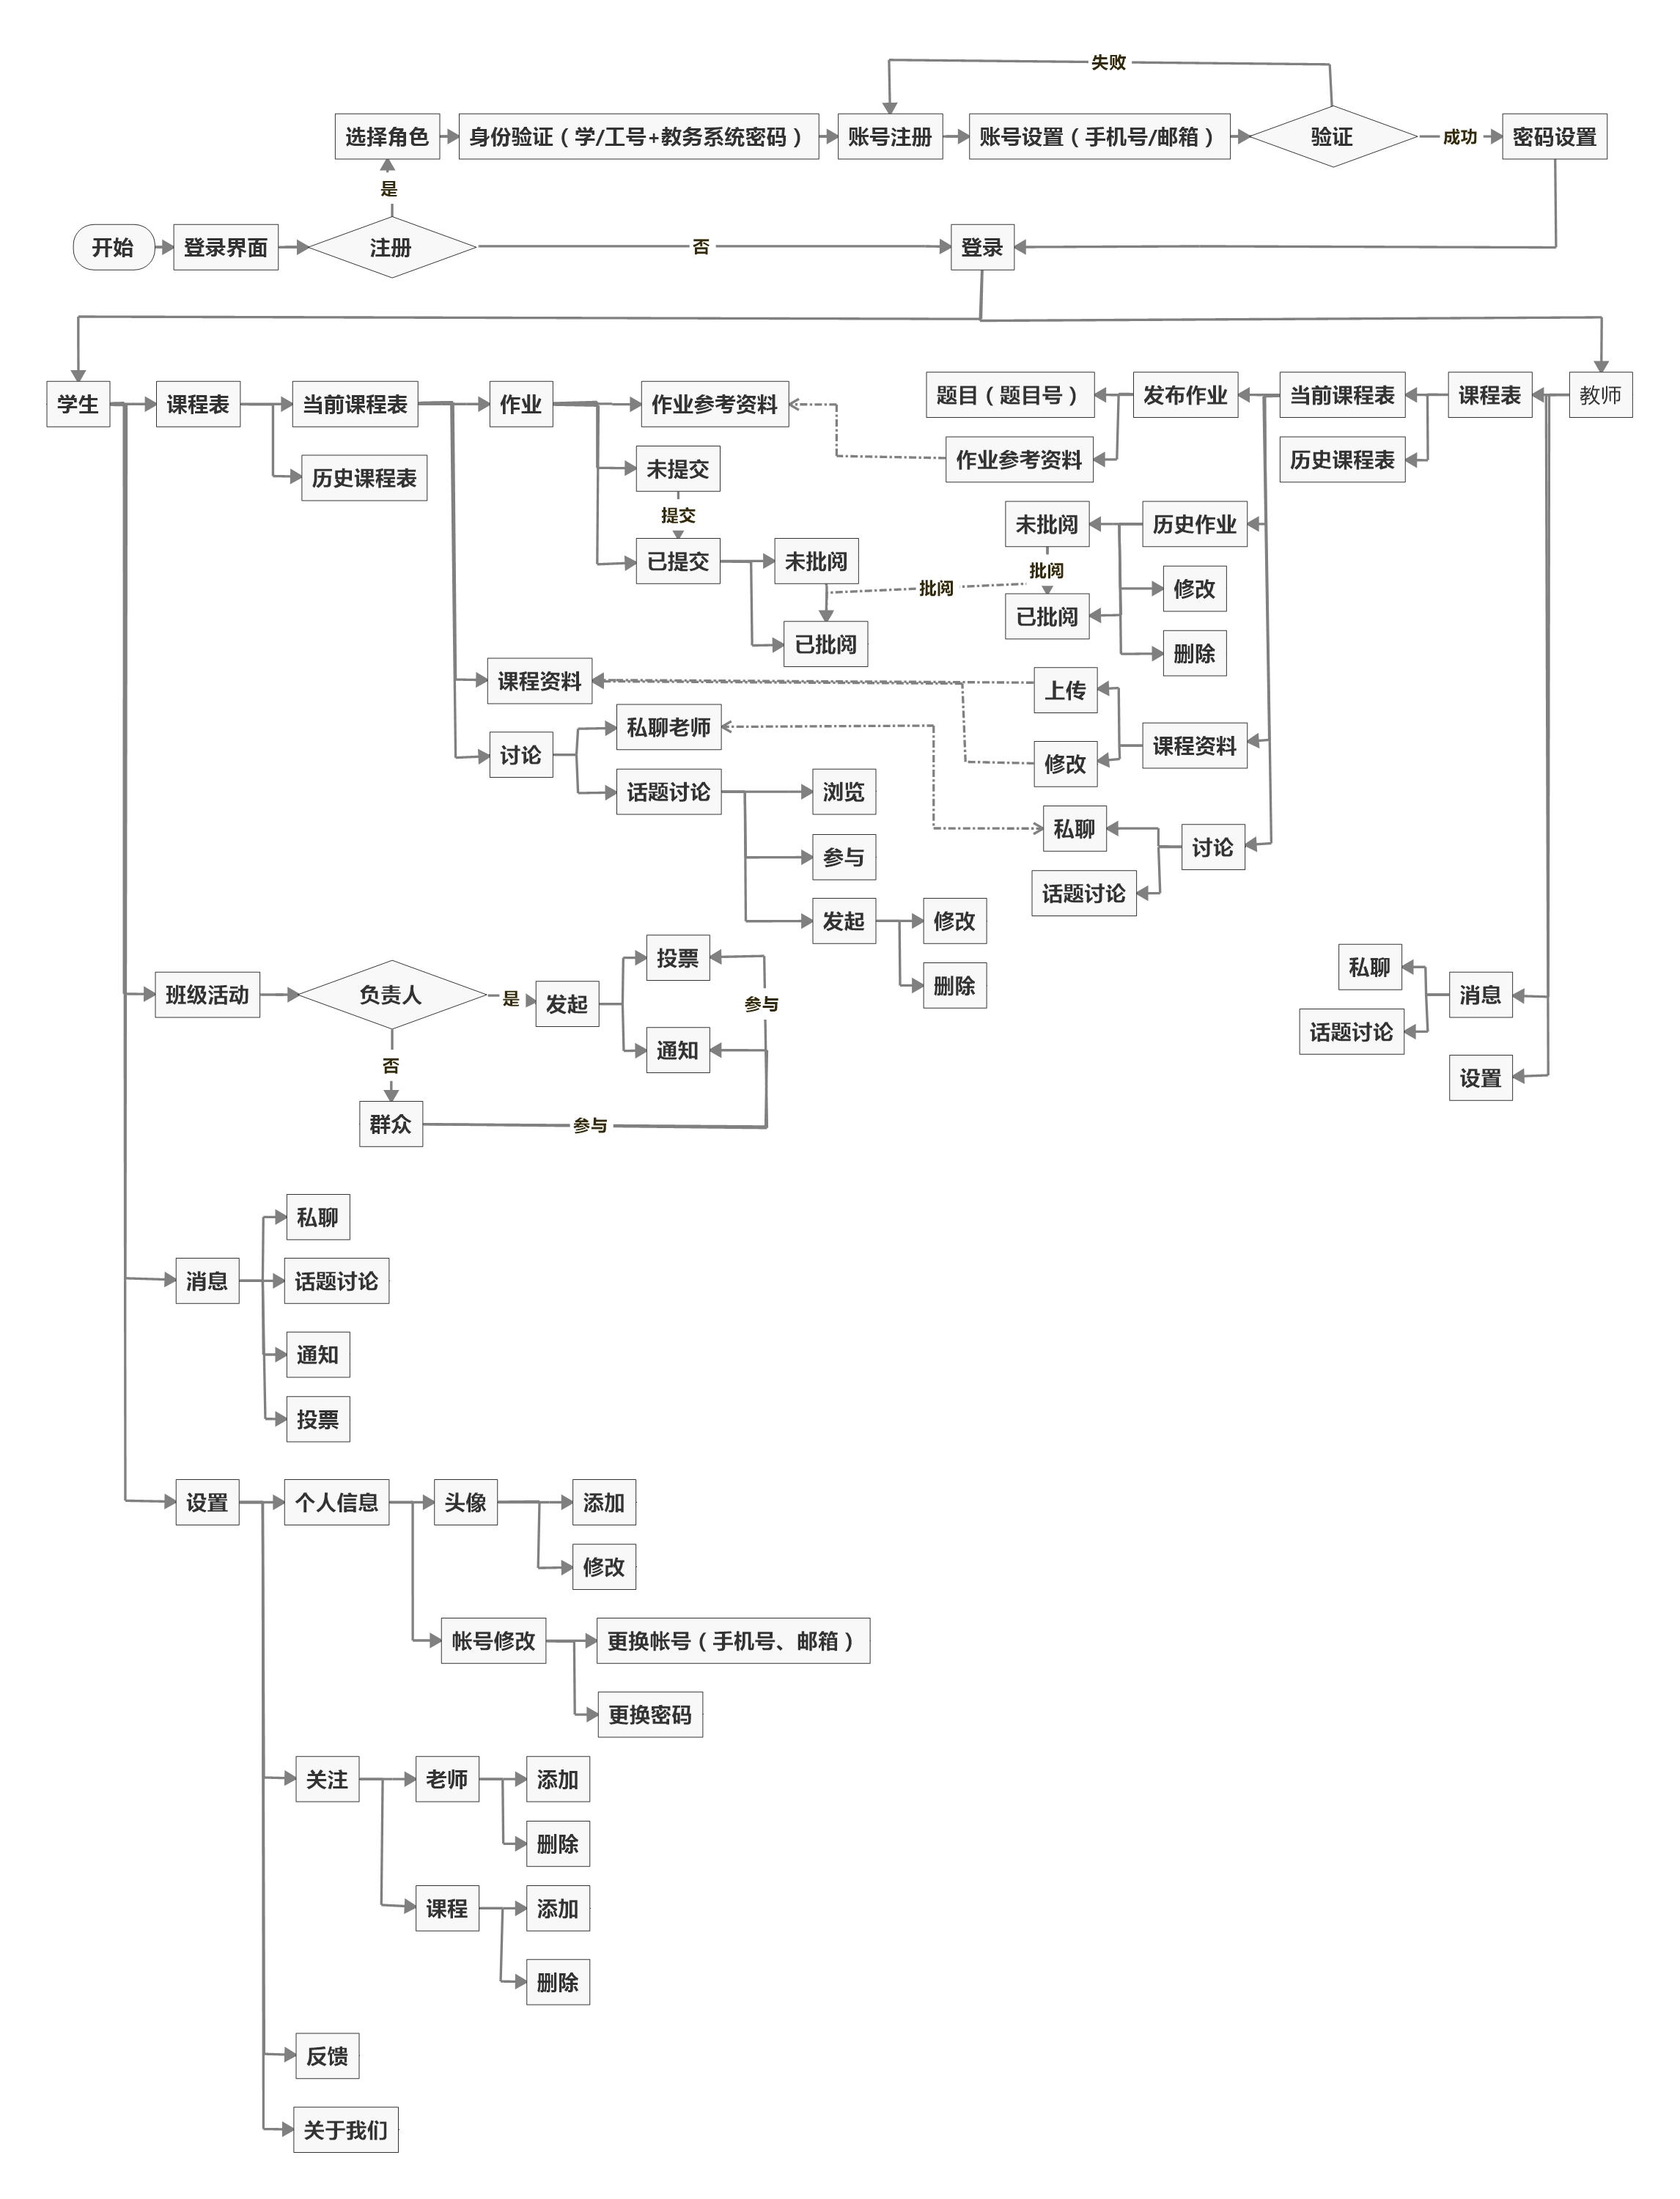 失败
选择角色
身份验证（学/工号+教务系统密码）
账号注册
账号设置（手机号/邮箱）
验证
成功
密码设置
是
开始
登录界面
注册
否
登录
学生
课程表
当前课程表
作业
作业参考资料
题目（题目号）
发布作业
当前课程表
课程表
教师
历史课程表
未提交
作业参考资料
历史课程表
提交
未批阅
历史作业
已提交
未批阅
批阅
批阅
修改
已批阅
已批阅
删除
课程资料
上传
私聊老师
讨论
课程资料
修改
话题讨论
浏览
私聊
参与
讨论
话题讨论
发起
修改
投票
私聊
删除
班级活动
负责人
是
发起
参与
消息
话题讨论
通知
否
设置
群众
参与
私聊
消息
话题讨论
通知
投票
设置
个人信息
头像
添加
修改
帐号修改
更换帐号（手机号、邮箱）
更换密码
关注
老师
添加
删除
课程
添加
删除
反馈
关于我们